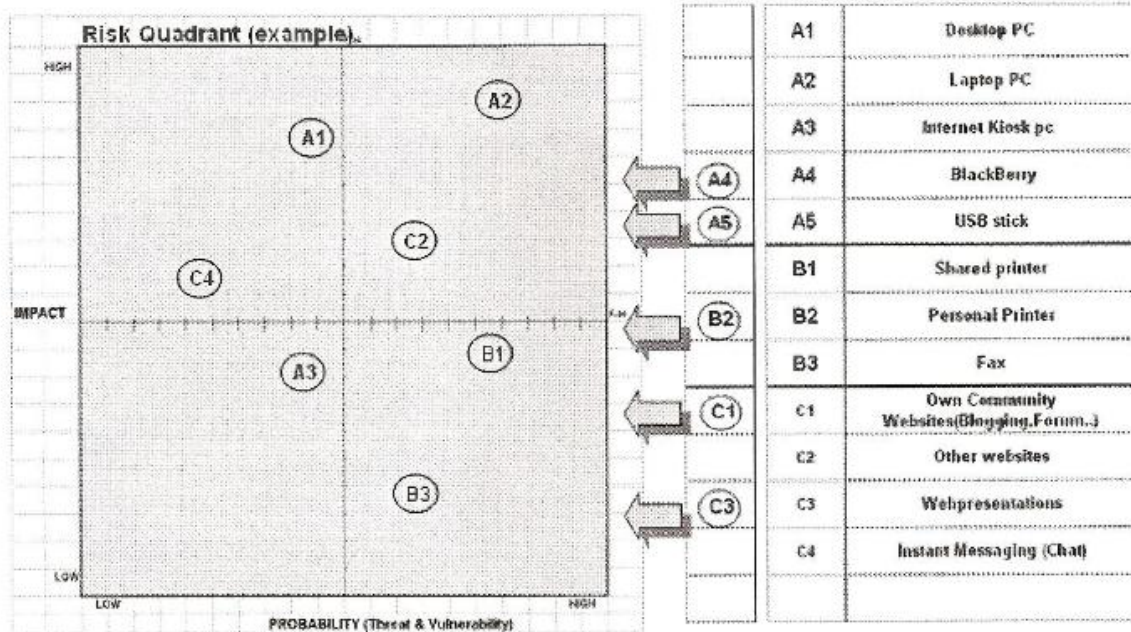 Risk Quadrant (example)..
HIGH
A2
A1
C2
C4
IMPACT
B1
A3
B3
LOW
LOW
HIGH
PROBABILITY (Threat & Vulnerability)
A4
A5
B2
C1
C3
A1 Desktop PC
A2 Laptop PC
A3 Internet Kiosk pc
A4 BlackBerry
A5 USB stick
B1 Shared printer
B2 Personal Printer
B3 Fax
C1 Own Community
Websites(Blogging,Forum..)
C2 Other websites
C3 Webpresentations
C4 Instant Messaging (Chat)